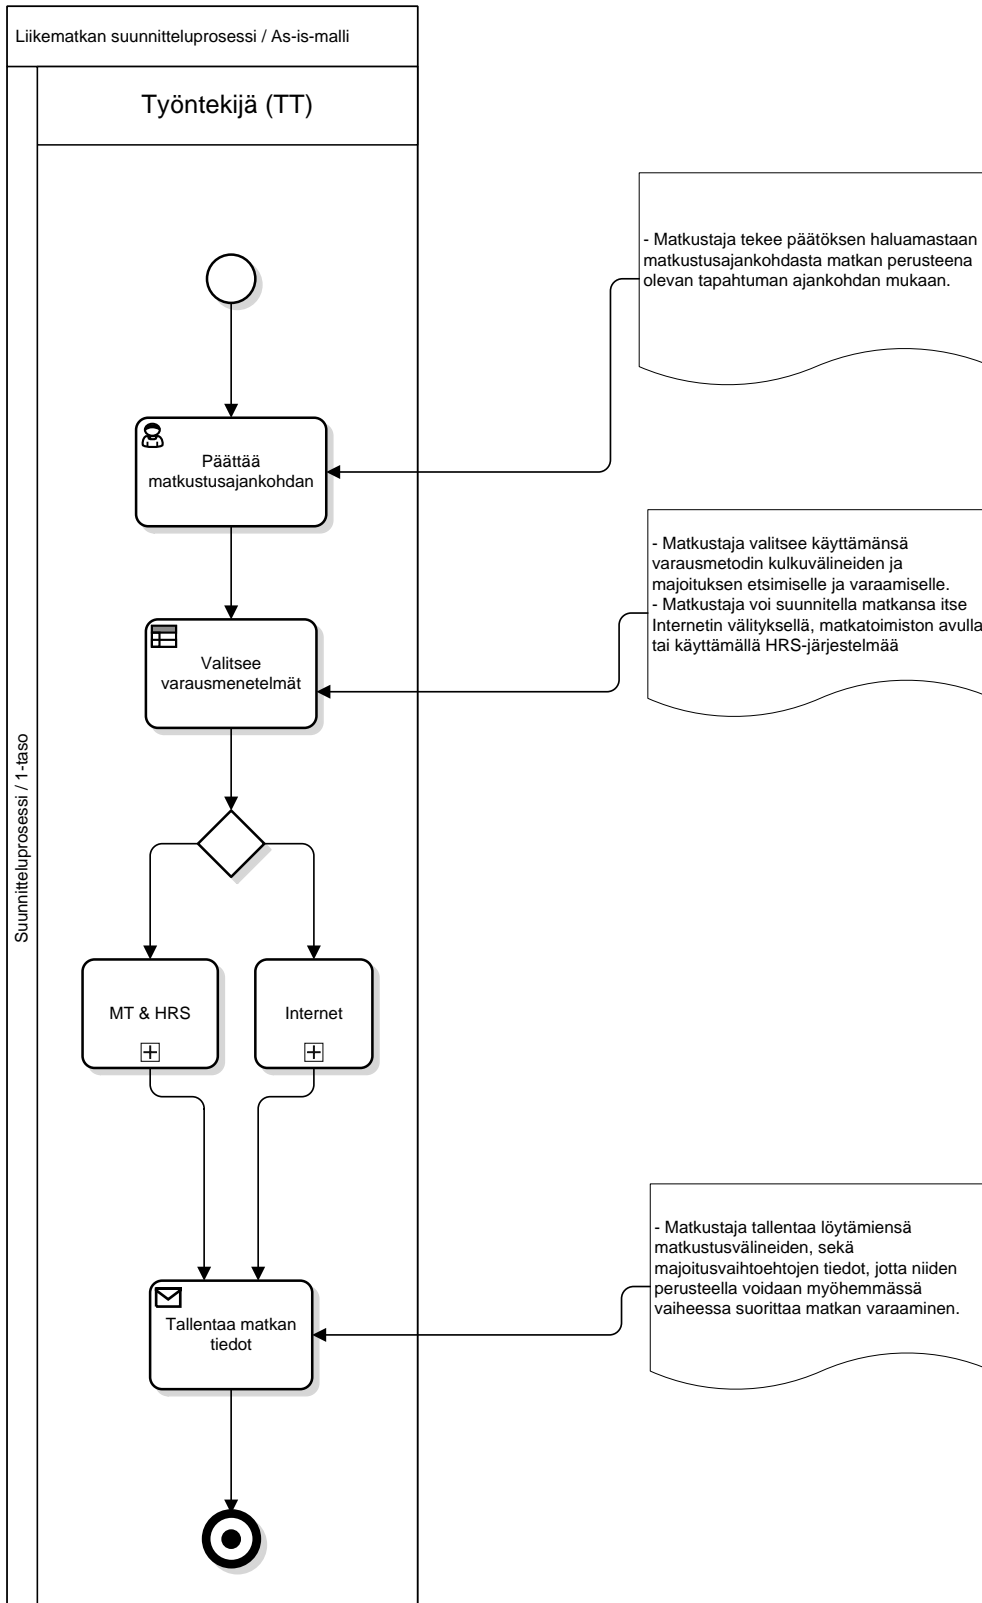 Liikematkan suunnitteluprosessi / As-is-malli
Työntekijä (TT)
Suunnitteluprosessi / 1-taso
- Matkustaja tekee päätöksen haluamastaan
matkustusajankohdasta matkan perusteena
olevan tapahtuman ajankohdan mukaan.
Päättää
matkustusajankohdan
- Matkustaja valitsee käyttämänsä
varausmetodin kulkuvälineiden ja
majoituksen etsimiselle ja varaamiselle.
- Matkustaja voi suunnitella matkansa itse
Internetin välityksellä, matkatoimiston avulla
tai käyttämällä HRS-järjestelmää
Valitsee
varausmenetelmät
MT & HRS
Internet
- Matkustaja tallentaa löytämiensä
matkustusvälineiden, sekä
majoitusvaihtoehtojen tiedot, jotta niiden
perusteella voidaan myöhemmässä
vaiheessa suorittaa matkan varaaminen.
Tallentaa matkan
tiedot